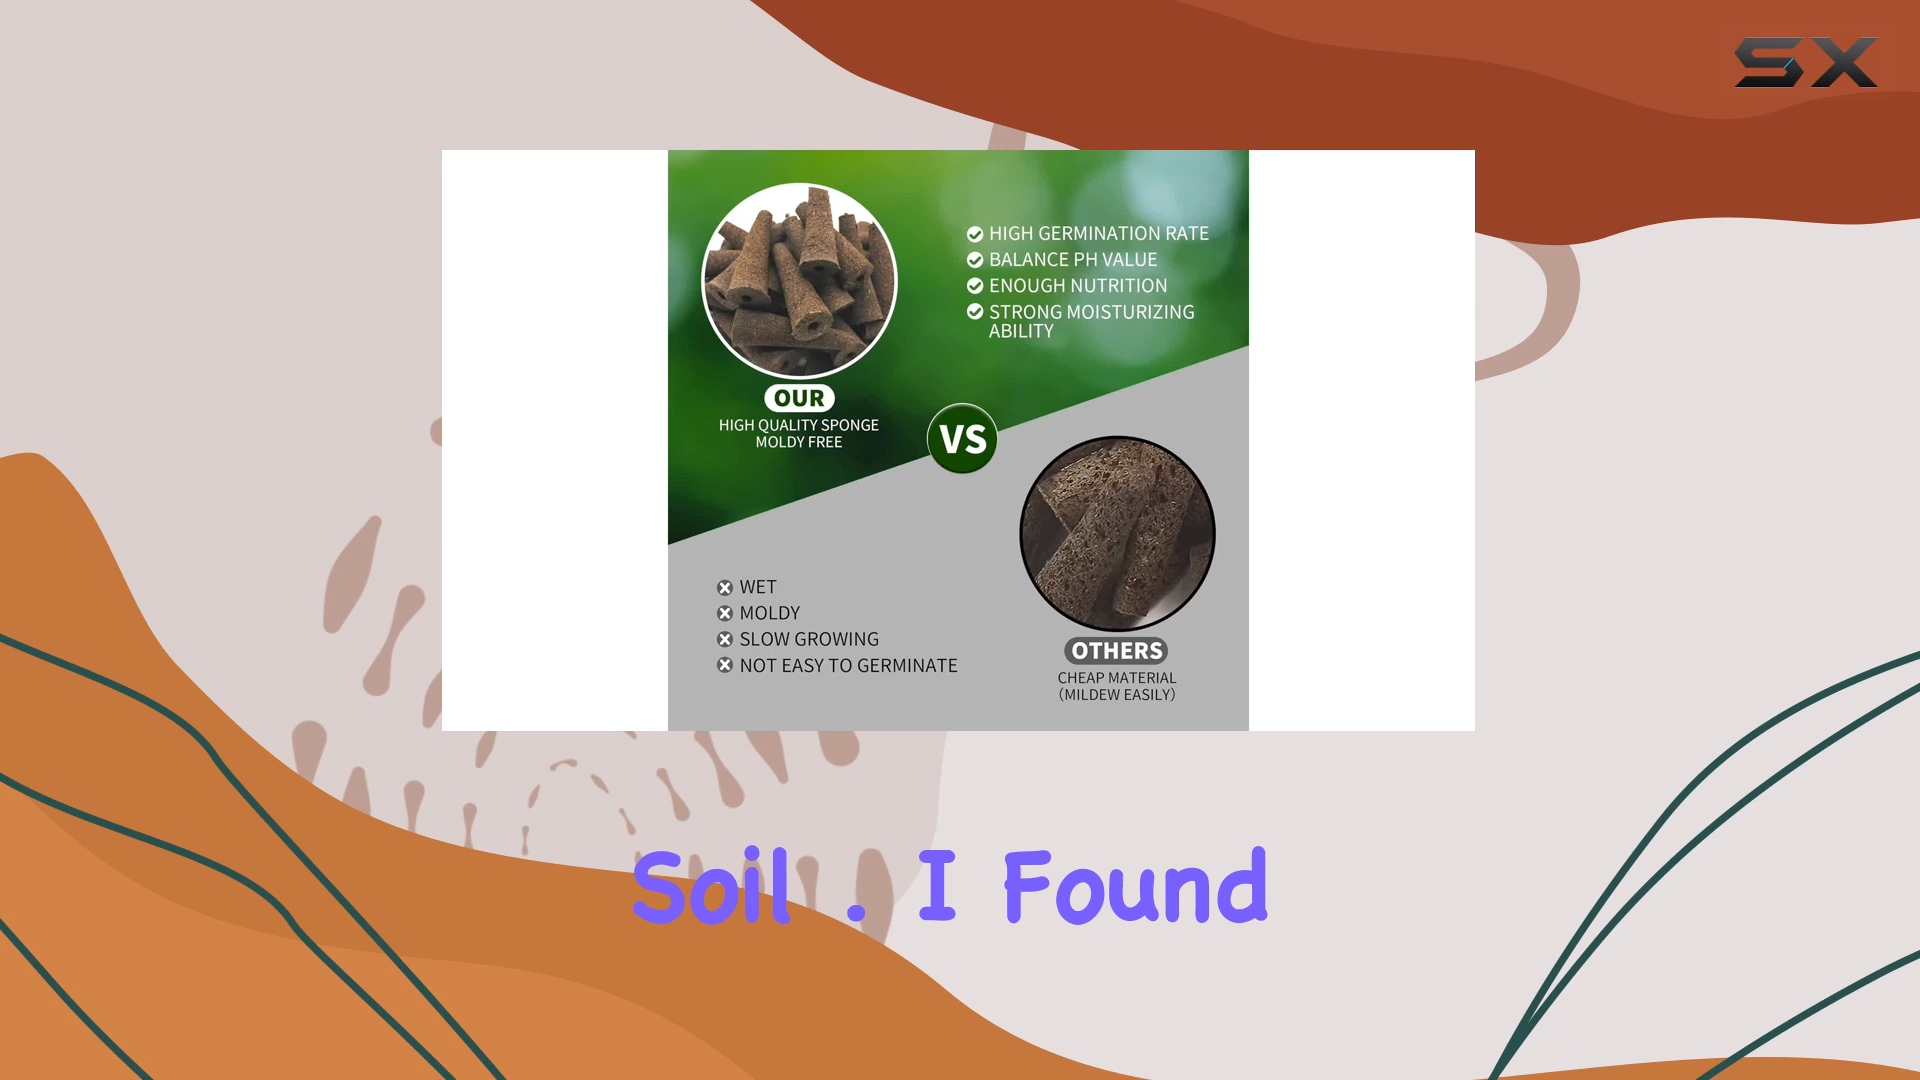 SX
HIGH GERMINATION RATE
BALANCE PH VALUE
ENOUGH NUTRITION
STRONG MOISTURIZING
ABILITY
OUR
HIGH QUALITY SPONGE
MOLDY FREE
VS
WET
MOLDY
SLOW GROWING
NOT EASY TO GERMINATE
OTHERS
CHEAP MATERIAL
(MILDEW EASILY)
Soil . I Found